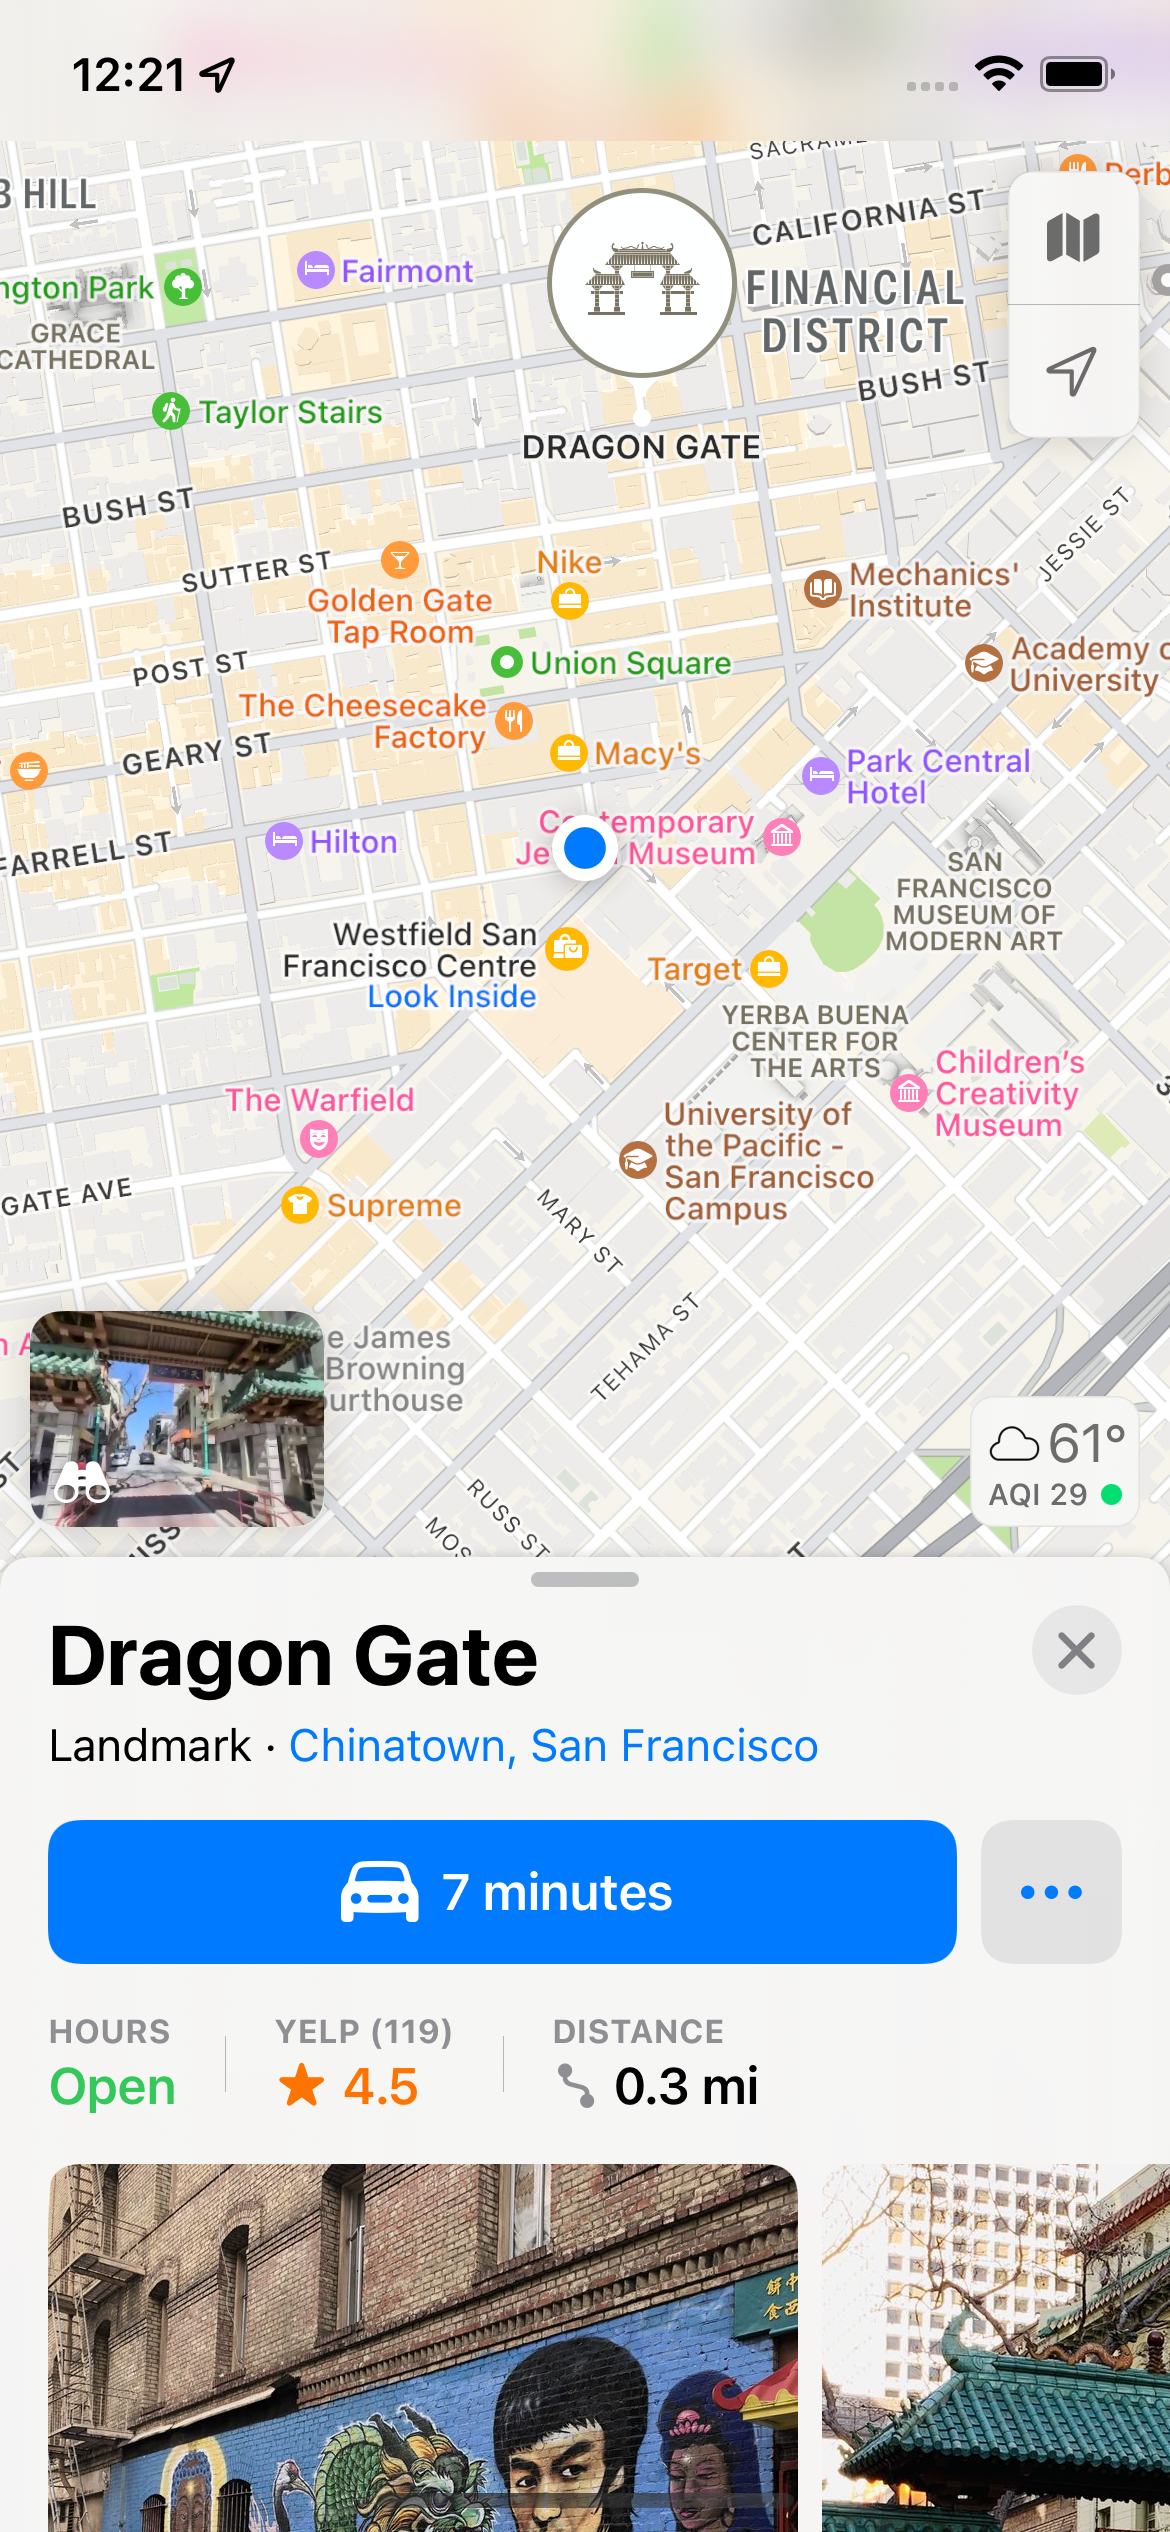 12:21
SACRAME
B HILL
CALIFORNIA ST
Fairmont
FINANCIAL
DISTRICT
ngton Park
GRACE
CATHEDRAL
BUSH ST
Taylor Stairs
DRAGON GATE
BUSH ST
JESSIE ST
SUTTER ST
Nike
Golden Gate
Tap Room
Mechanics'
Institute
POST ST
Union Square
Academy o
University
The Cheesecake
Factory
GEARY ST
Macy's
Park Central
Hotel
FARRELL ST
Hilton
Contemporary
Museum
SAN
FRANCISCO
MUSEUM OF
MODERN ART
Westfield San
Francisco Centre
Look Inside
Target
YERBA BUENA
CENTER FOR
THE ARTS
Children's
Creativity
Museum
The Warfield
University of
the Pacific -
San Francisco
Campus
GATE AVE
Supreme
MARY ST
TEHAMA ST
e James
Browning
urthouse
61°
AQI 29
RUSS ST
MOS
Dragon Gate
Landmark · Chinatown, San Francisco
7 minutes
HOURS
Open
YELP (119)
4.5
DISTANCE
0.3 mi